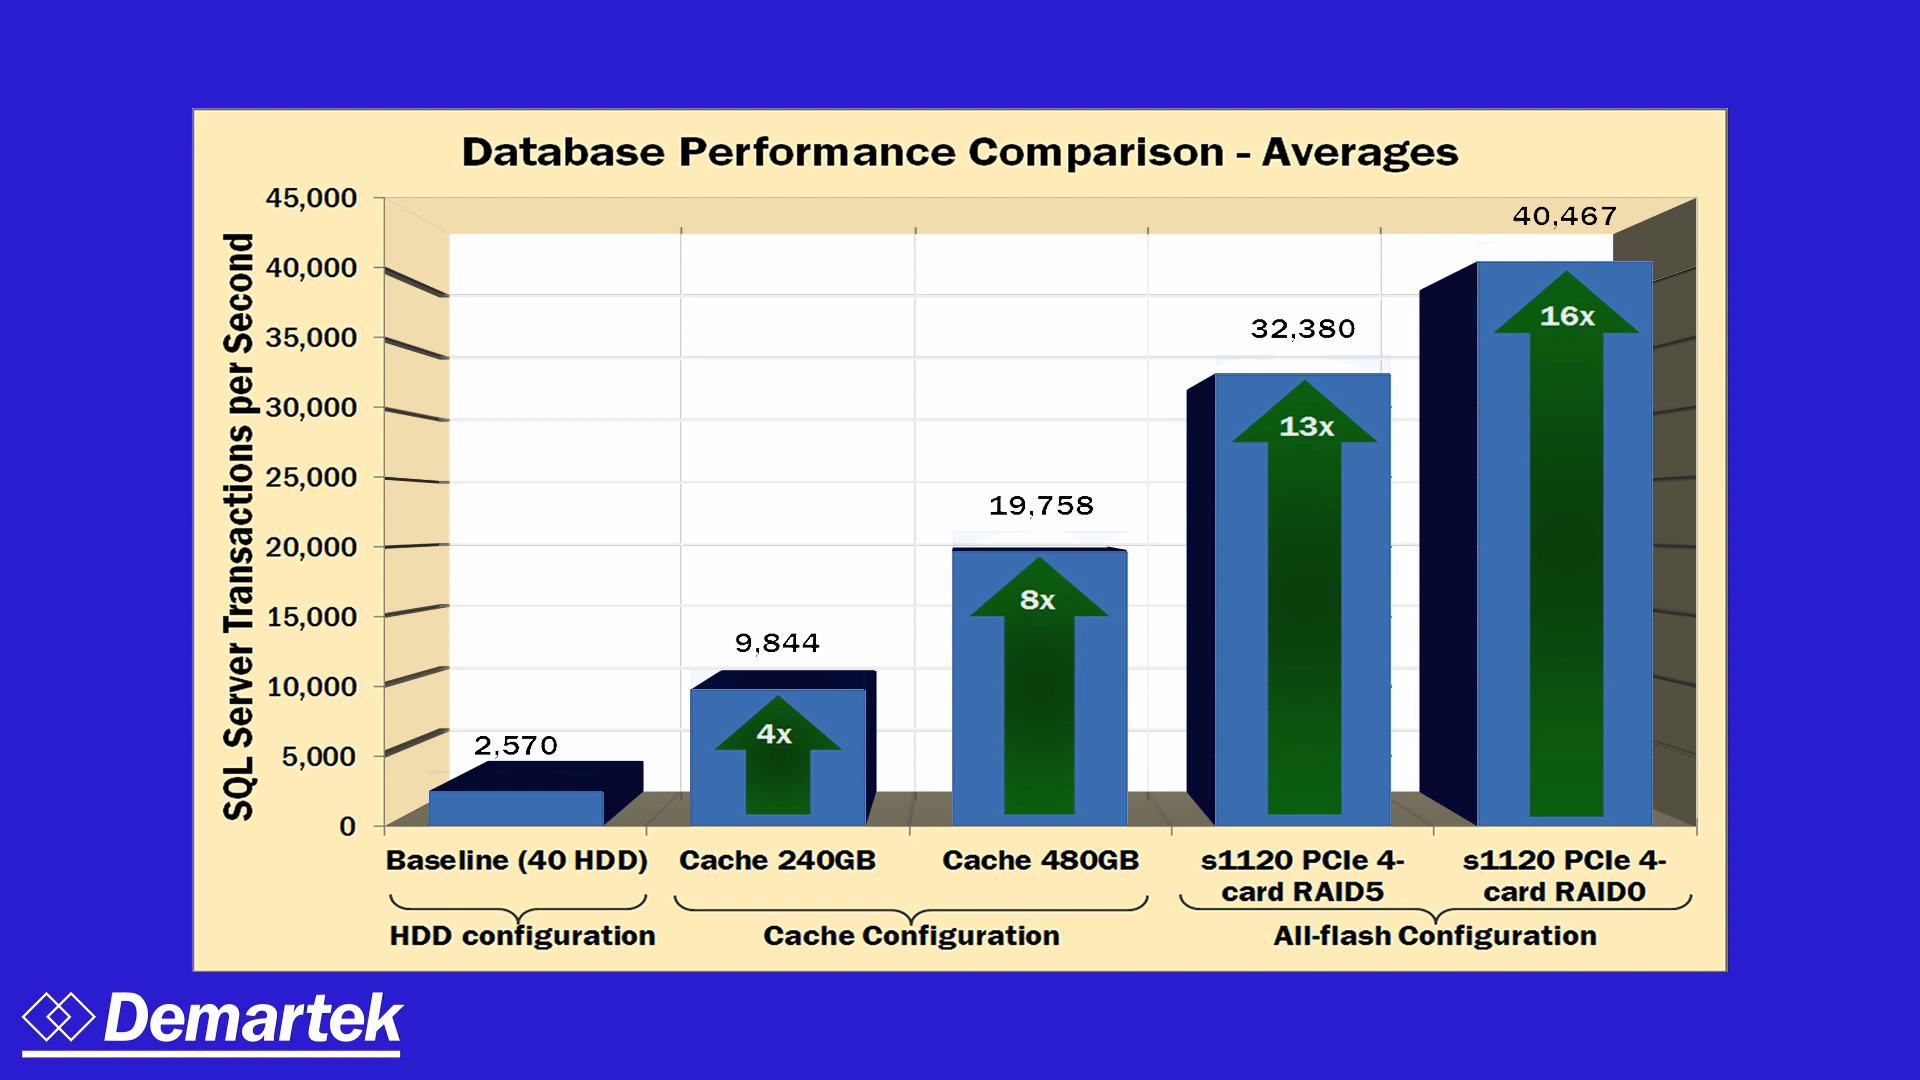 Database Performance Comparison - Averages
SQL Server Transactions per Second
45,000
40,000
35,000
30,000
25,000
20,000
15,000
10,000
5,000
0
2,570
9,844
19,758
32,380
40,467
4x
8x
13x
16x
Baseline (40 HDD)
Cache 240GB
Cache 480GB
s1120 PCIe 4-
card RAID5
s1120 PCIe 4-
card RAID0
HDD configuration
Cache Configuration
All-flash Configuration
Demartek